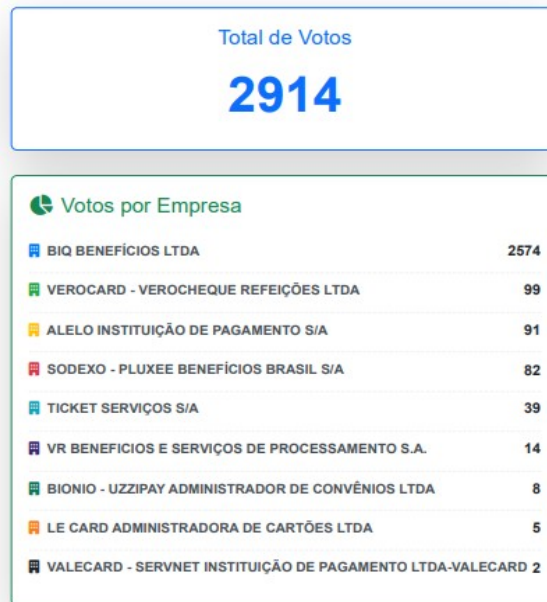 Total de Votos
2914
Votos por Empresa
BIQ BENEFÍCIOS LTDA 2574
VEROCARD - VEROCHEQUE REFEIÇÕES LTDA 99
ALELO INSTITUIÇÃO DE PAGAMENTO S/A 91
SODEXO - PLUXEE BENEFÍCIOS BRASIL S/A 82
TICKET SERVIÇOS S/A 39
VR BENEFICIOS E SERVIÇOS DE PROCESSAMENTO S.A. 14
BIONIO - UZZIPAY ADMINISTRADOR DE CONVÊNIOS LTDA 8
LE CARD ADMINISTRADORA DE CARTÕES LTDA 5
VALECARD - SERVNET INSTITUIÇÃO DE PAGAMENTO LTDA-VALECARD 2